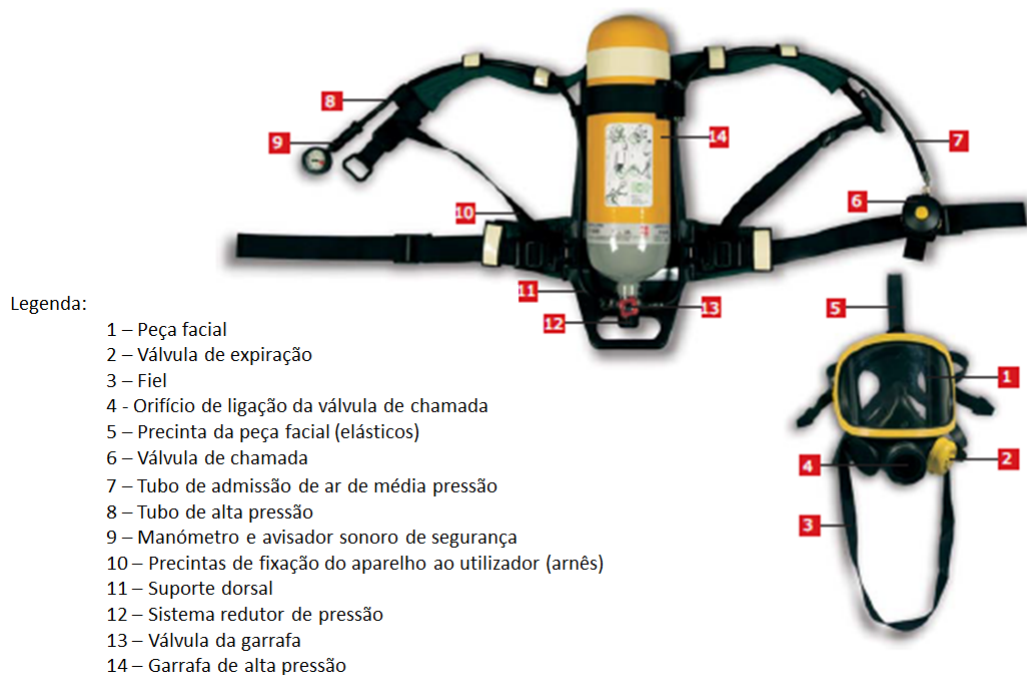 8
9
14
7
6
10
11
13
12
5
1
4
2
3
Legenda:
1 – Peça facial
2 – Válvula de expiração
3 – Fiel
4 - Orifício de ligação da válvula de chamada
5 – Precinta da peça facial (elásticos)
6 – Válvula de chamada
7 – Tubo de admissão de ar de média pressão
8 – Tubo de alta pressão
9 – Manómetro e avisador sonoro de segurança
10 – Precintas de fixação do aparelho ao utilizador (arnês)
11 – Suporte dorsal
12 – Sistema redutor de pressão
13 – Válvula da garrafa
14 – Garrafa de alta pressão